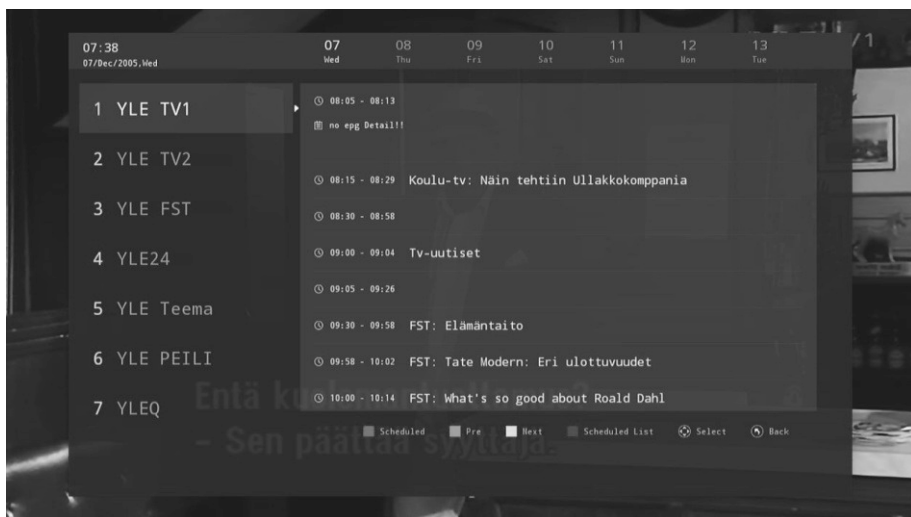 07:38
07/Dec/2005,Wed
07 08 09 10 11 12 13
Wed Thu Fri Sat Sun Mon Tue
/1
1 YLE TV1
2 YLE TV2
3 YLE FST
4 YLE24
5 YLE Teema
6 YLE PEILI
7 YLEQ
08:05 - 08:13
no epg Detail!!
08:15 - 08:29 Koulu-tv: Näin tehtiin Ullakkokomppania
08:30 - 08:58
09:00 - 09:04 Tv-uutiset
09:05 - 09:26
09:30 - 09:58 FST: Elämäntaito
09:58 - 10:02 FST: Tate Modern: Eri ulottuvuudet
10:00 - 10:14 FST: What's so good about Roald Dahl
Scheduled Pre Next Scheduled List Select Back
Entä
- Sen päättää syyttäjä.